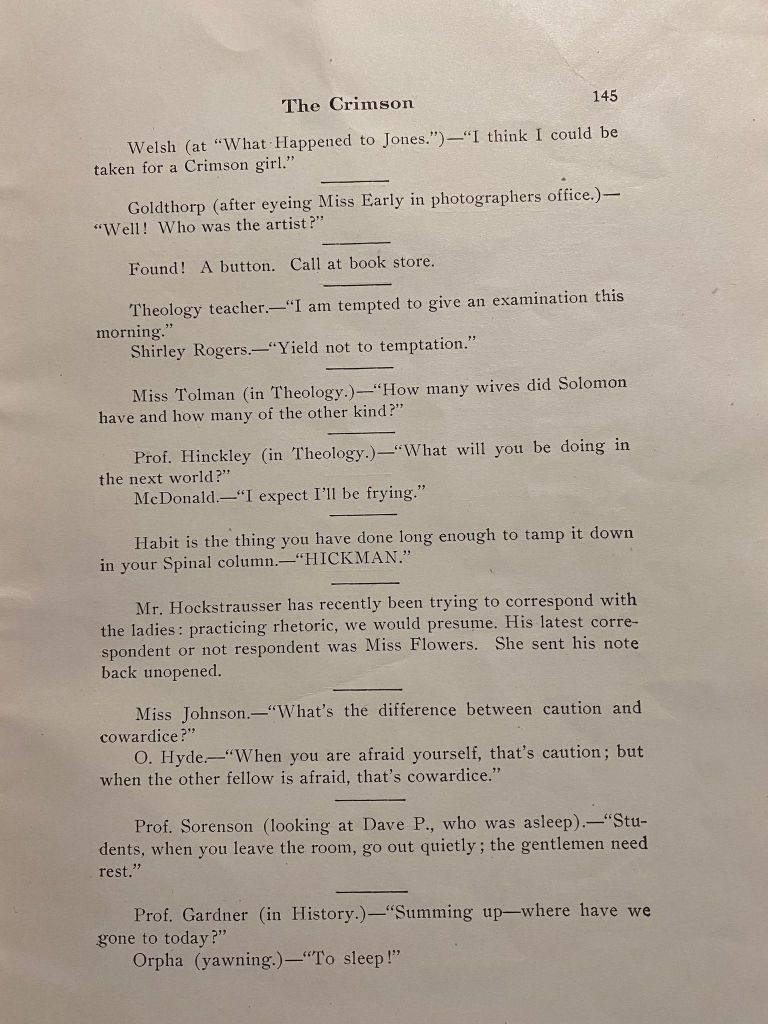 The Crimson 145
Welsh (at “What Happened to Jones.”)—“I think I could be
taken for a Crimson girl.”
Goldthorp (after eyeing Miss Early in photographers office.)—
“Well! Who was the artist?”
Found! A button. Call at book store.
Theology teacher.—“I am tempted to give an examination this
morning.”
Shirley Rogers.—“Yield not to temptation.”
Miss Tolman (in Theology.)—“How many wives did Solomon
have and how many of the other kind?”
Prof. Hinckley (in Theology.)—“What will you be doing in
the next world?”
McDonald.—“I expect I’ll be frying.”
Habit is the thing you have done long enough to tamp it down
in your Spinal column.—“HICKMAN.”
Mr. Hockstrausser has recently been trying to correspond with
the ladies: practicing rhetoric, we would presume. His latest corre-
spondent or not respondent was Miss Flowers. She sent his note
back unopened.
Miss Johnson.—“What’s the difference between caution and
cowardice?”
O. Hyde.—“When you are afraid yourself, that’s caution; but
when the other fellow is afraid, that’s cowardice.”
Prof. Sorenson (looking at Dave P., who was asleep).—“Stu-
dents, when you leave the room, go out quietly; the gentlemen need
rest.”
Prof. Gardner (in History.)—“Summing up—where have we
gone to today?”
Orpha (yawning.)—“To sleep!”